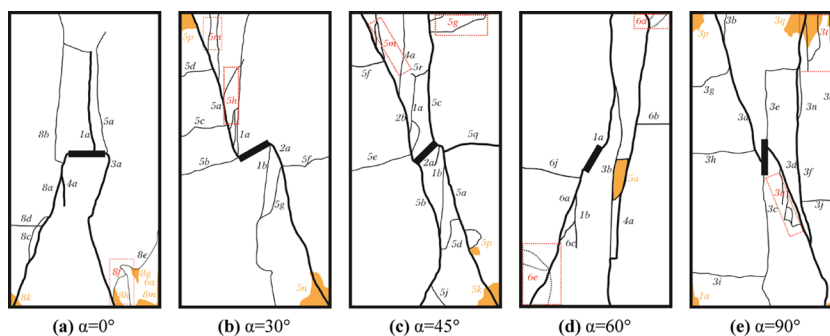 8b
1a
5a
3a
8a
4a
8d
8c
8e
8f
8g
6a
8h
8m
8k
(a) α=0°
5p
5m
5d
5h
5a
5c
1a
2a
5b
1b
5f
5g
5n
(b) α=30°
5g
5m
4a
5r
5f
1a
5c
2b
5q
5e
2a
1b
5b
5a
5d
5p
5j
5k
(c) α=45°
6d
6b
1a
6j
3b
5a
6a
1b
4a
6c
6e
(d) α=60°
3p
3b
3q
3g
3e
3n
3a
3h
3d
3f
3c
3j
3i
1a
(e) α=90°